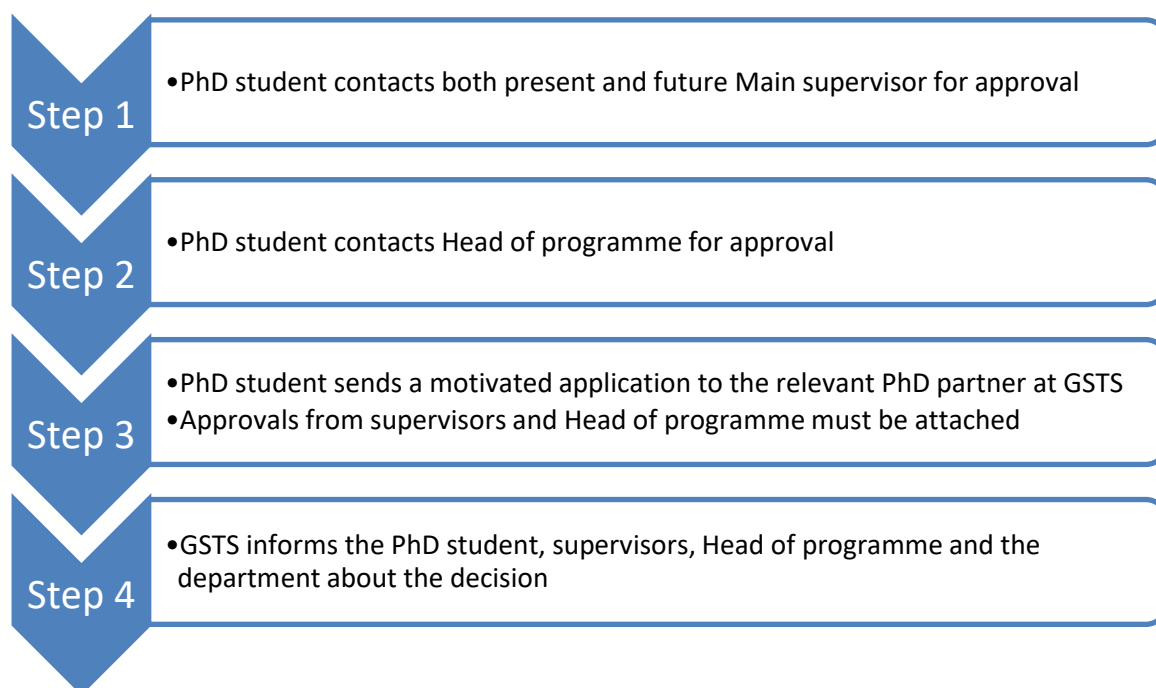 Step 1
•PhD student contacts both present and future Main supervisor for approval
Step 2
•PhD student contacts Head of programme for approval
Step 3
•PhD student sends a motivated application to the relevant PhD partner at GSTS
•Approvals from supervisors and Head of programme must be attached
Step 4
•GSTS informs the PhD student, supervisors, Head of programme and the
department about the decision